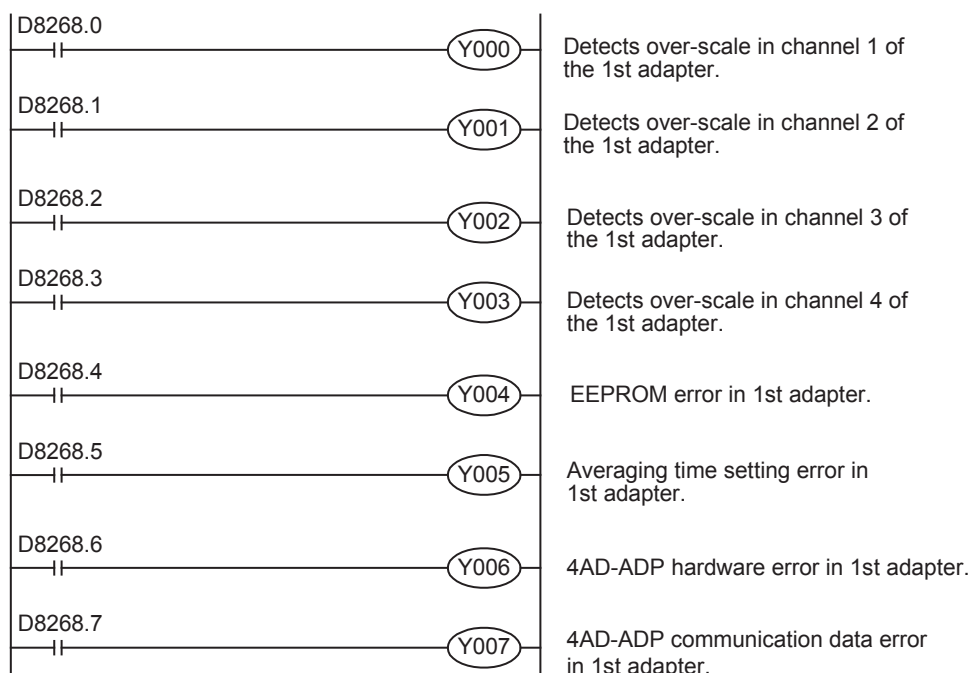 D8268.0
Y000
Detects over-scale in channel 1 of
the 1st adapter.
D8268.1
Y001
Detects over-scale in channel 2 of
the 1st adapter.
D8268.2
Y002
Detects over-scale in channel 3 of
the 1st adapter.
D8268.3
Y003
Detects over-scale in channel 4 of
the 1st adapter.
D8268.4
Y004
EEPROM error in 1st adapter.
D8268.5
Y005
Averaging time setting error in
1st adapter.
D8268.6
Y006
4AD-ADP hardware error in 1st adapter.
D8268.7
Y007
4AD-ADP communication data error
in 1st adapter.